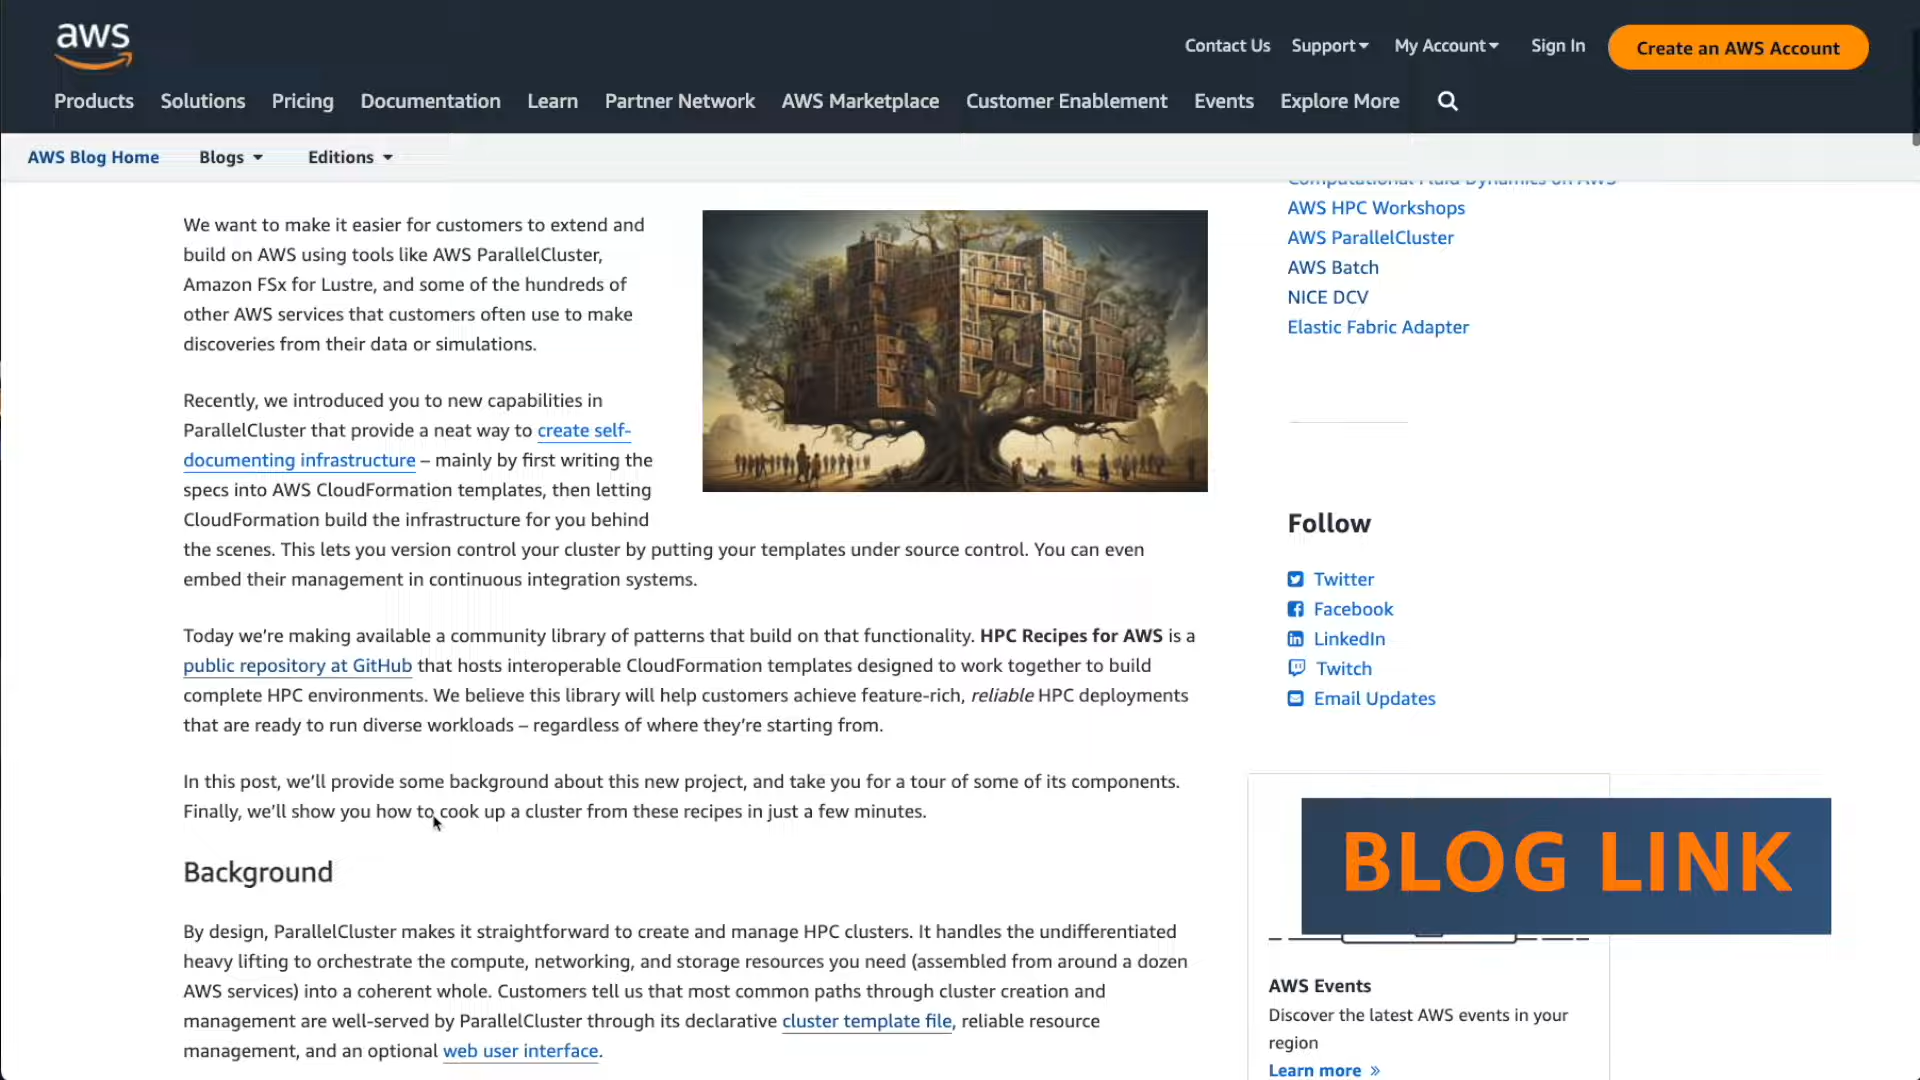 aws
Contact Us Support My Account Sign In Create an AWS Account
Products Solutions Pricing Documentation Learn Partner Network AWS Marketplace Customer Enablement Events Explore More
AWS Blog Home Blogs Editions
We want to make it easier for customers to extend and
build on AWS using tools like AWS ParallelCluster,
Amazon FSx for Lustre, and some of the hundreds of
other AWS services that customers often use to make
discoveries from their data or simulations.
Recently, we introduced you to new capabilities in
ParallelCluster that provide a neat way to create self-
documenting infrastructure – mainly by first writing the
specs into AWS CloudFormation templates, then letting
CloudFormation build the infrastructure for you behind
the scenes. This lets you version control your cluster by putting your templates under source control. You can even
embed their management in continuous integration systems.
Today we’re making available a community library of patterns that build on that functionality. HPC Recipes for AWS is a
public repository at GitHub that hosts interoperable CloudFormation templates designed to work together to build
complete HPC environments. We believe this library will help customers achieve feature-rich, reliable HPC deployments
that are ready to run diverse workloads – regardless of where they’re starting from.
In this post, we’ll provide some background about this new project, and take you for a tour of some of its components.
Finally, we’ll show you how to cook up a cluster from these recipes in just a few minutes.
Background
By design, ParallelCluster makes it straightforward to create and manage HPC clusters. It handles the undifferentiated
heavy lifting to orchestrate the compute, networking, and storage resources you need (assembled from around a dozen
AWS services) into a coherent whole. Customers tell us that most common paths through cluster creation and
management are well-served by ParallelCluster through its declarative cluster template file, reliable resource
management, and an optional web user interface.
Computational Fluid Dynamics on AWS
AWS HPC Workshops
AWS ParallelCluster
AWS Batch
NICE DCV
Elastic Fabric Adapter
Follow
Twitter
Facebook
LinkedIn
Twitch
Email Updates
BLOG LINK
AWS Events
Discover the latest AWS events in your
region
Learn more »